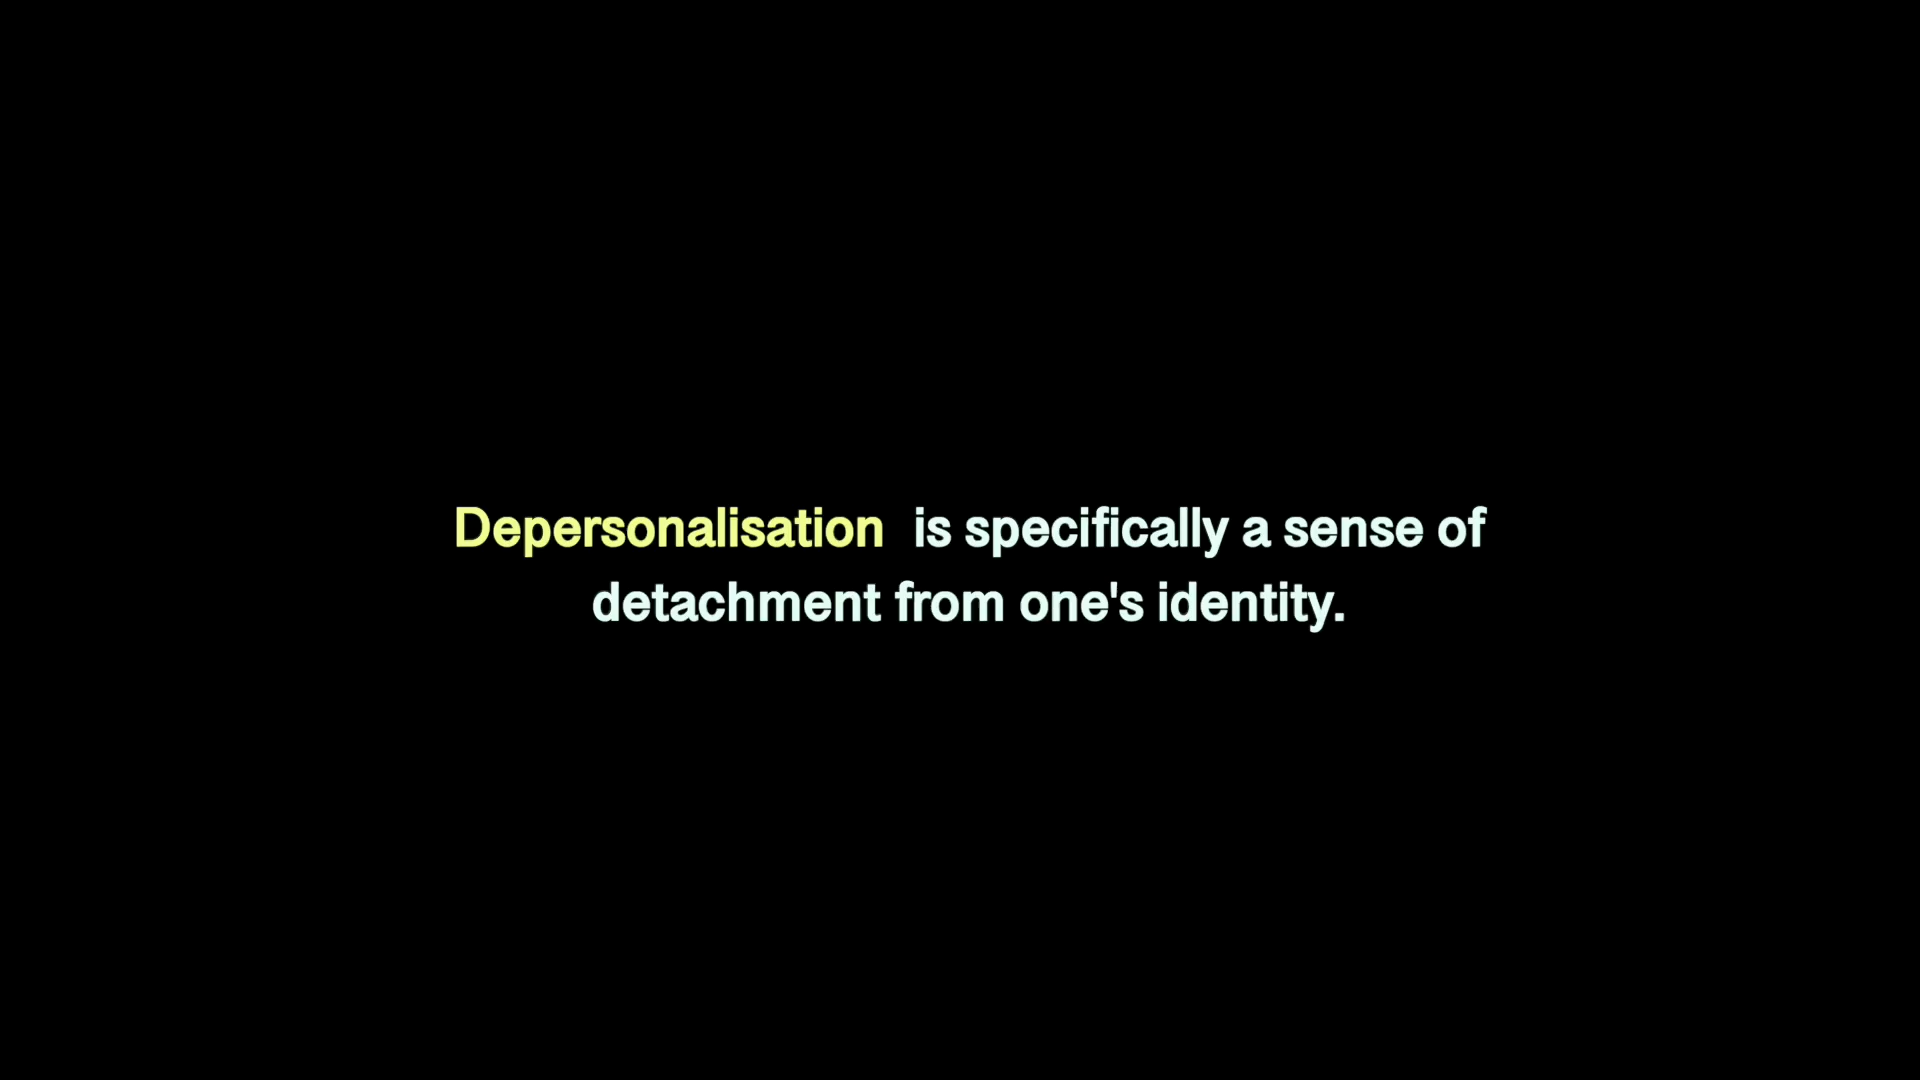 Depersonalisation is specifically a sense of
detachment from one's identity.